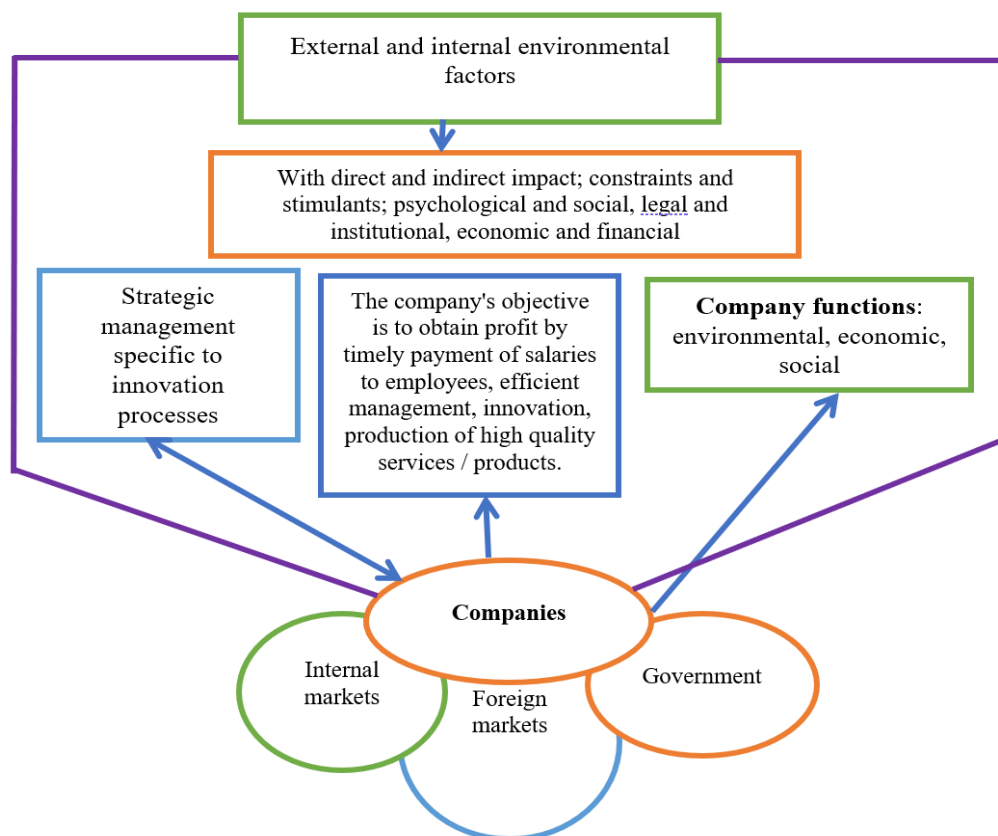 External and internal environmental
factors
With direct and indirect impact; constraints and
stimulants; psychological and social, legal and
institutional, economic and financial
Strategic
management
specific to
innovation
processes
The company's objective
is to obtain profit by
timely payment of salaries
to employees, efficient
management, innovation,
production of high quality
services / products.
Company functions:
environmental, economic,
social
Companies
Internal
markets
Foreign
markets
Government